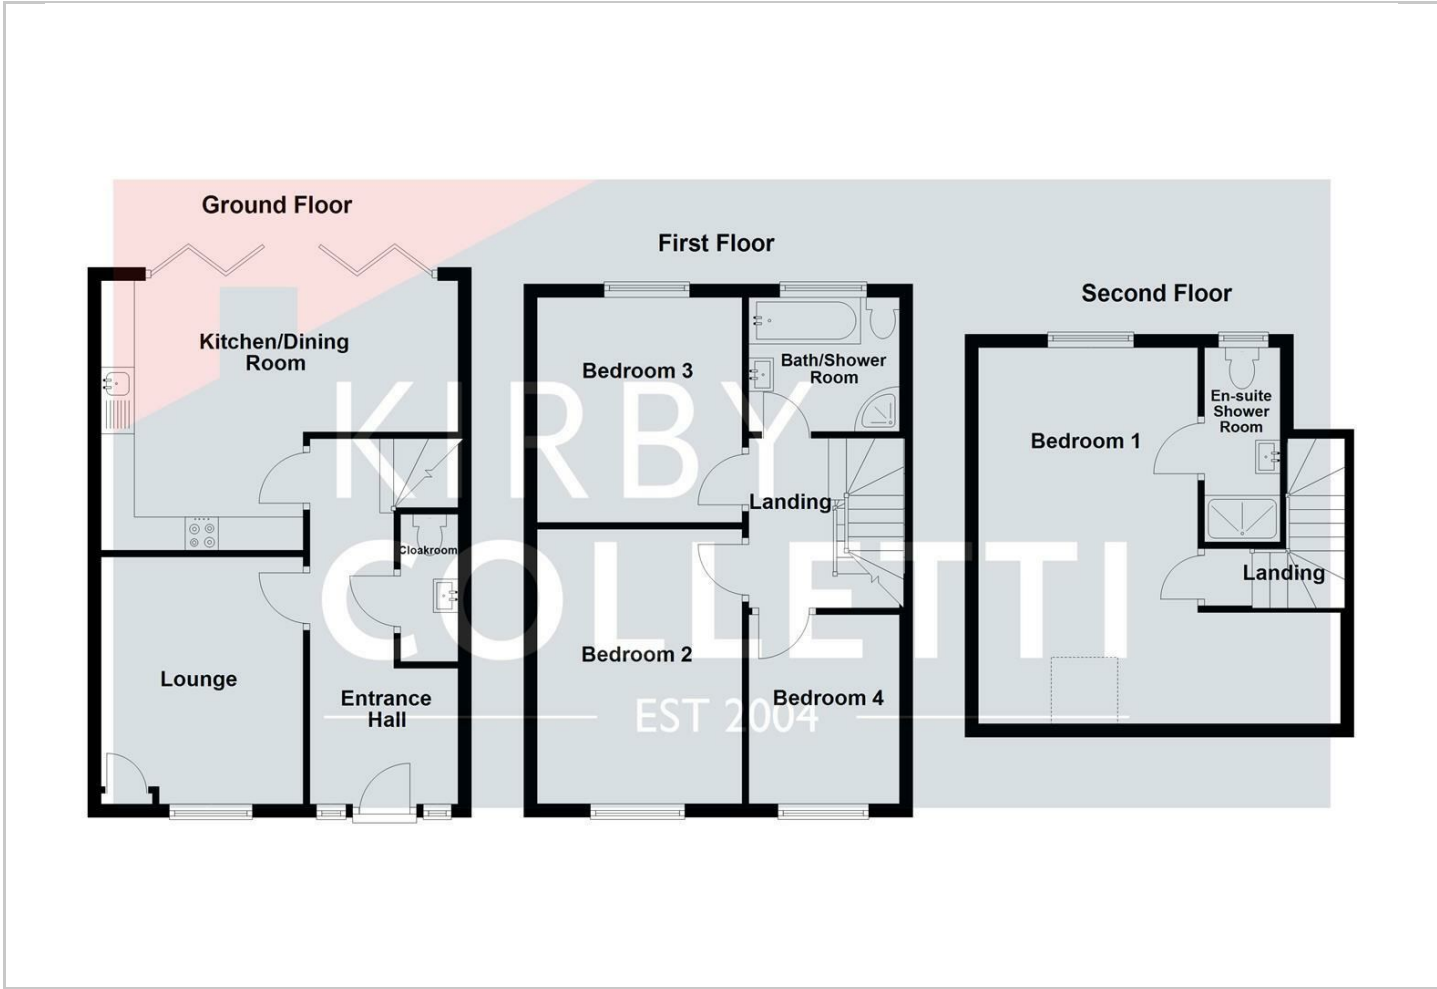 Ground Floor
Kitchen/Dining
Room
Cloakroom
Lounge
Entrance
Hall
First Floor
Bedroom 3
Bath/Shower
Room
Landing
Bedroom 2
Bedroom 4
Second Floor
Bedroom 1
En-suite
Shower
Room
Landing
KIRBY
COLLETTI
EST 2004